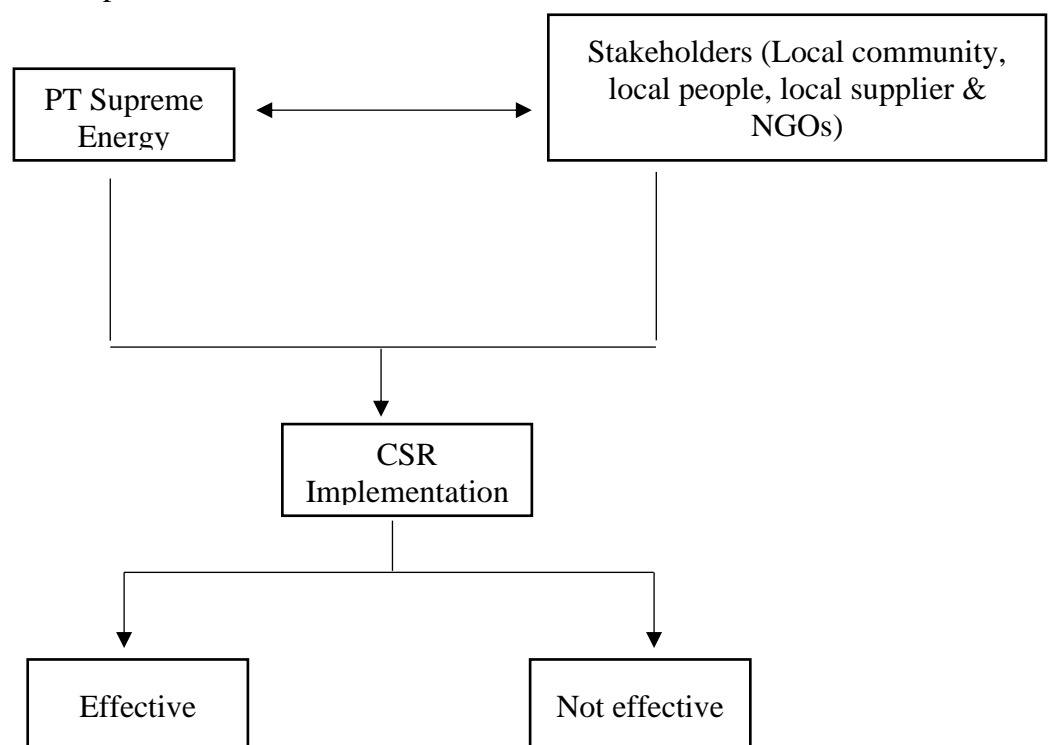 Stakeholders (Local community,
local people, local supplier &
NGOs)
PT Supreme
Energy
CSR
Implementation
Effective
Not effective